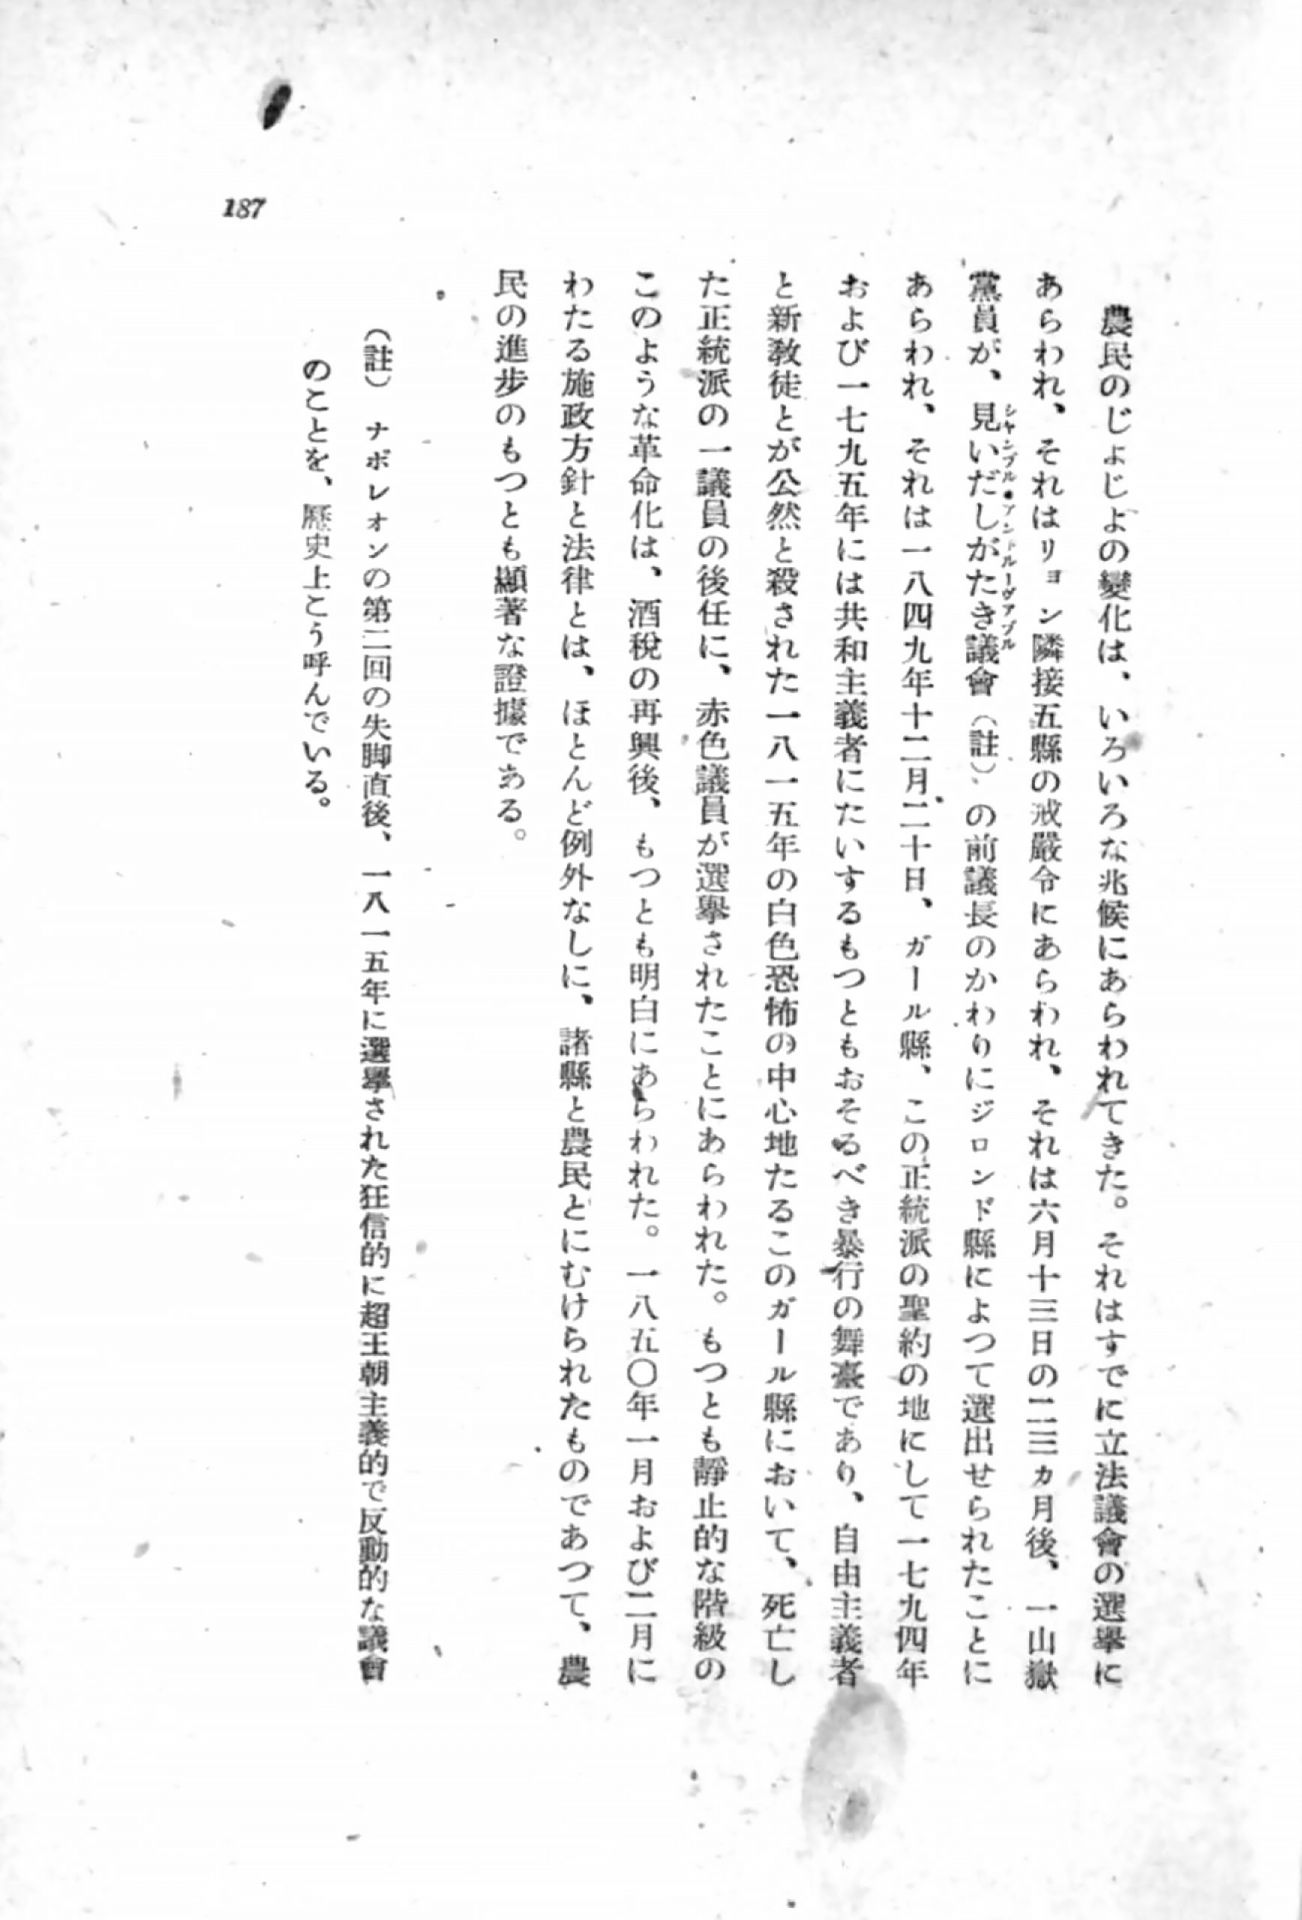 187
農民のじょじょの變化は、いろいろな兆候にあらわれてきた。それはすでに立法議會の選擧に
あらわれ、それはリョン隣接五縣の戒嚴令にあらわれ、それは六月十三日の二三カ月後、一山嶽
黨員が、見いだしがたき議會（註）の前議長のかわりにジロンド縣によつて選出せられたことに
シャンブル・アントルーヴァブル
あらわれ、それは一八四九年十二月二十日、ガール縣、この正統派の聖約の地にして一七九四年
および一七九五年には共和主義者にたいするもつともおそるべき暴行の舞臺であり、自由主義者
と新敎徒とが公然と殺された一八一五年の白色恐怖の中心地たるこのガール縣において、死亡し
た正統派の一議員の後任に、赤色議員が選擧されたことにあらわれた。もつとも靜止的な階級の
このような革命化は、酒稅の再興後、もつとも明白にあらわれた。一八五〇年一月および二月に
わたる施政方針と法律とは、ほとんど例外なしに、諸縣と農民とにむけられたものであつて、農
民の進步のもつとも顯著な證據である。
（註）ナポレオンの第二回の失脚直後、一八一五年に選擧された狂信的に超王朝主義的で反動的な議會
のことを、歷史上こう呼んでいる。